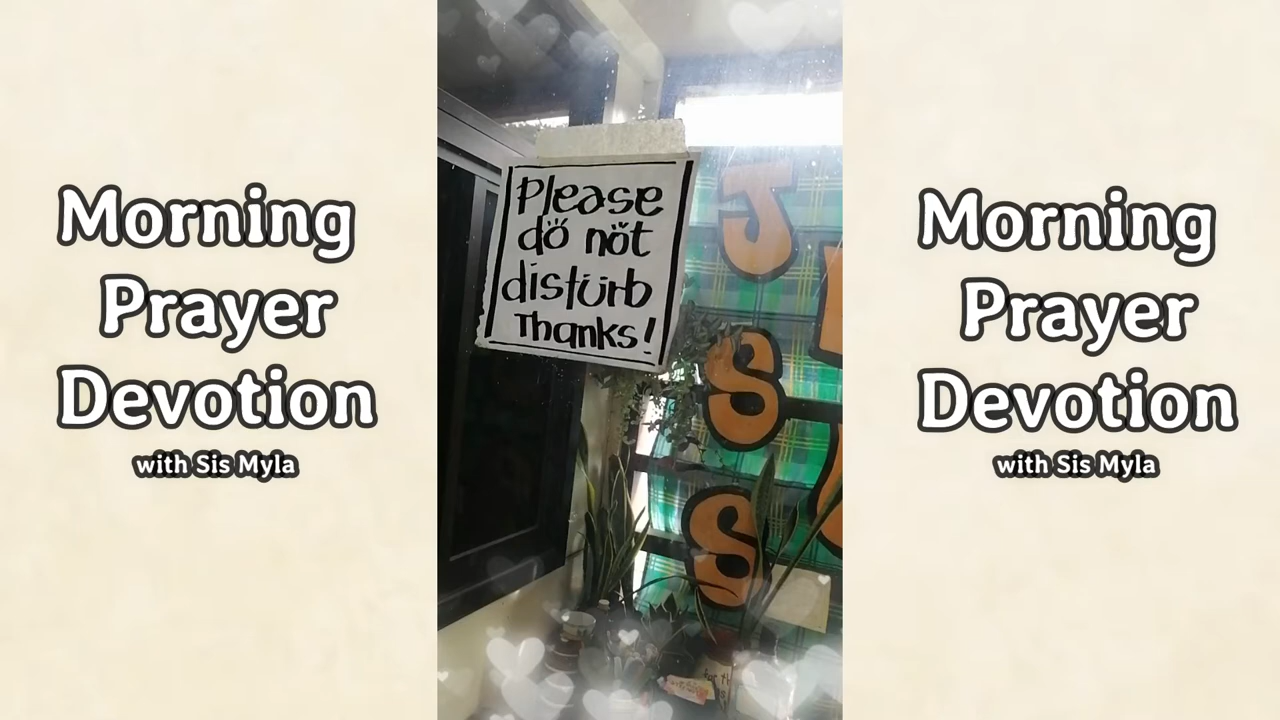 Morning
Prayer
Devotion
with Sis Myla
Please
do not
disturb
Thanks!
J
S
S
Morning
Prayer
Devotion
with Sis Myla